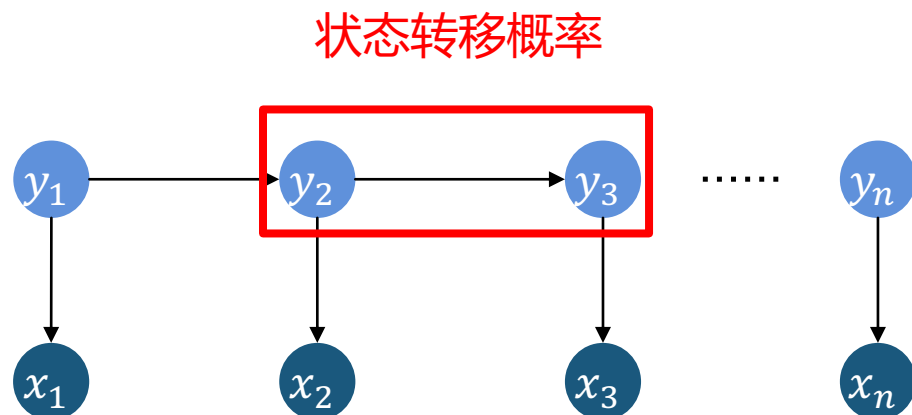 状态转移概率
y₁ y₂ y₃ ...... yₙ
x₁ x₂ x₃ xₙ